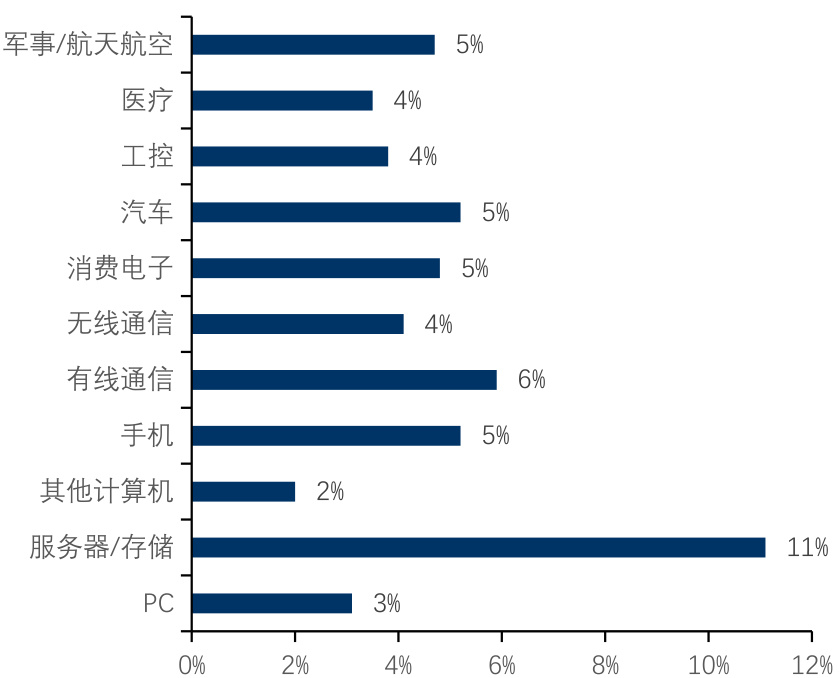 军事/航天航空 5%
医疗 4%
工控 4%
汽车 5%
消费电子 5%
无线通信 4%
有线通信 6%
手机 5%
其他计算机 2%
服务器/存储 11%
PC 3%
0% 2% 4% 6% 8% 10% 12%